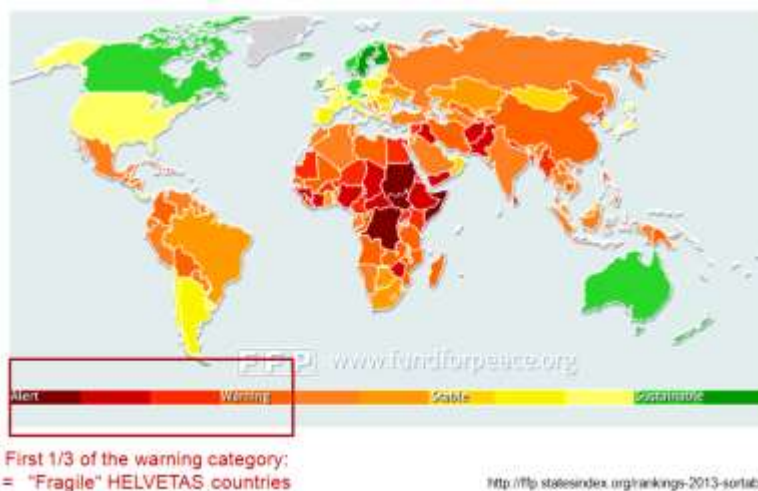 FFP www.fundforpeace.org
Alert Warning Stable Sustainable
First 1/3 of the warning category:
= "Fragile" HELVETAS countries
http://ffp.statesindex.org/rankings-2013-sortab